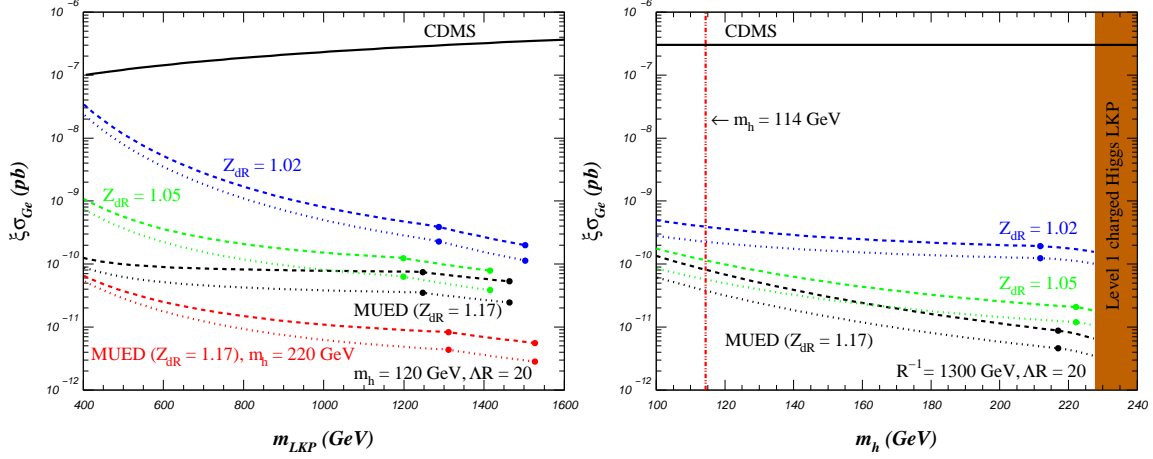 10⁻⁶
10⁻⁷
10⁻⁸
10⁻⁹
10⁻¹⁰
10⁻¹¹
10⁻¹²
ξσ_Ge (pb)
CDMS
Z_dR = 1.02
Z_dR = 1.05
MUED (Z_dR = 1.17)
MUED (Z_dR = 1.17), m_h = 220 GeV
m_h = 120 GeV, ΛR = 20
400 600 800 1000 1200 1400 1600
m_LKP (GeV)
10⁻⁶
10⁻⁷
10⁻⁸
10⁻⁹
10⁻¹⁰
10⁻¹¹
10⁻¹²
ξσ_Ge (pb)
CDMS
← m_h = 114 GeV
Z_dR = 1.02
Z_dR = 1.05
MUED (Z_dR = 1.17)
R⁻¹ = 1300 GeV, ΛR = 20
Level 1 charged Higgs LKP
100 120 140 160 180 200 220 240
m_h (GeV)